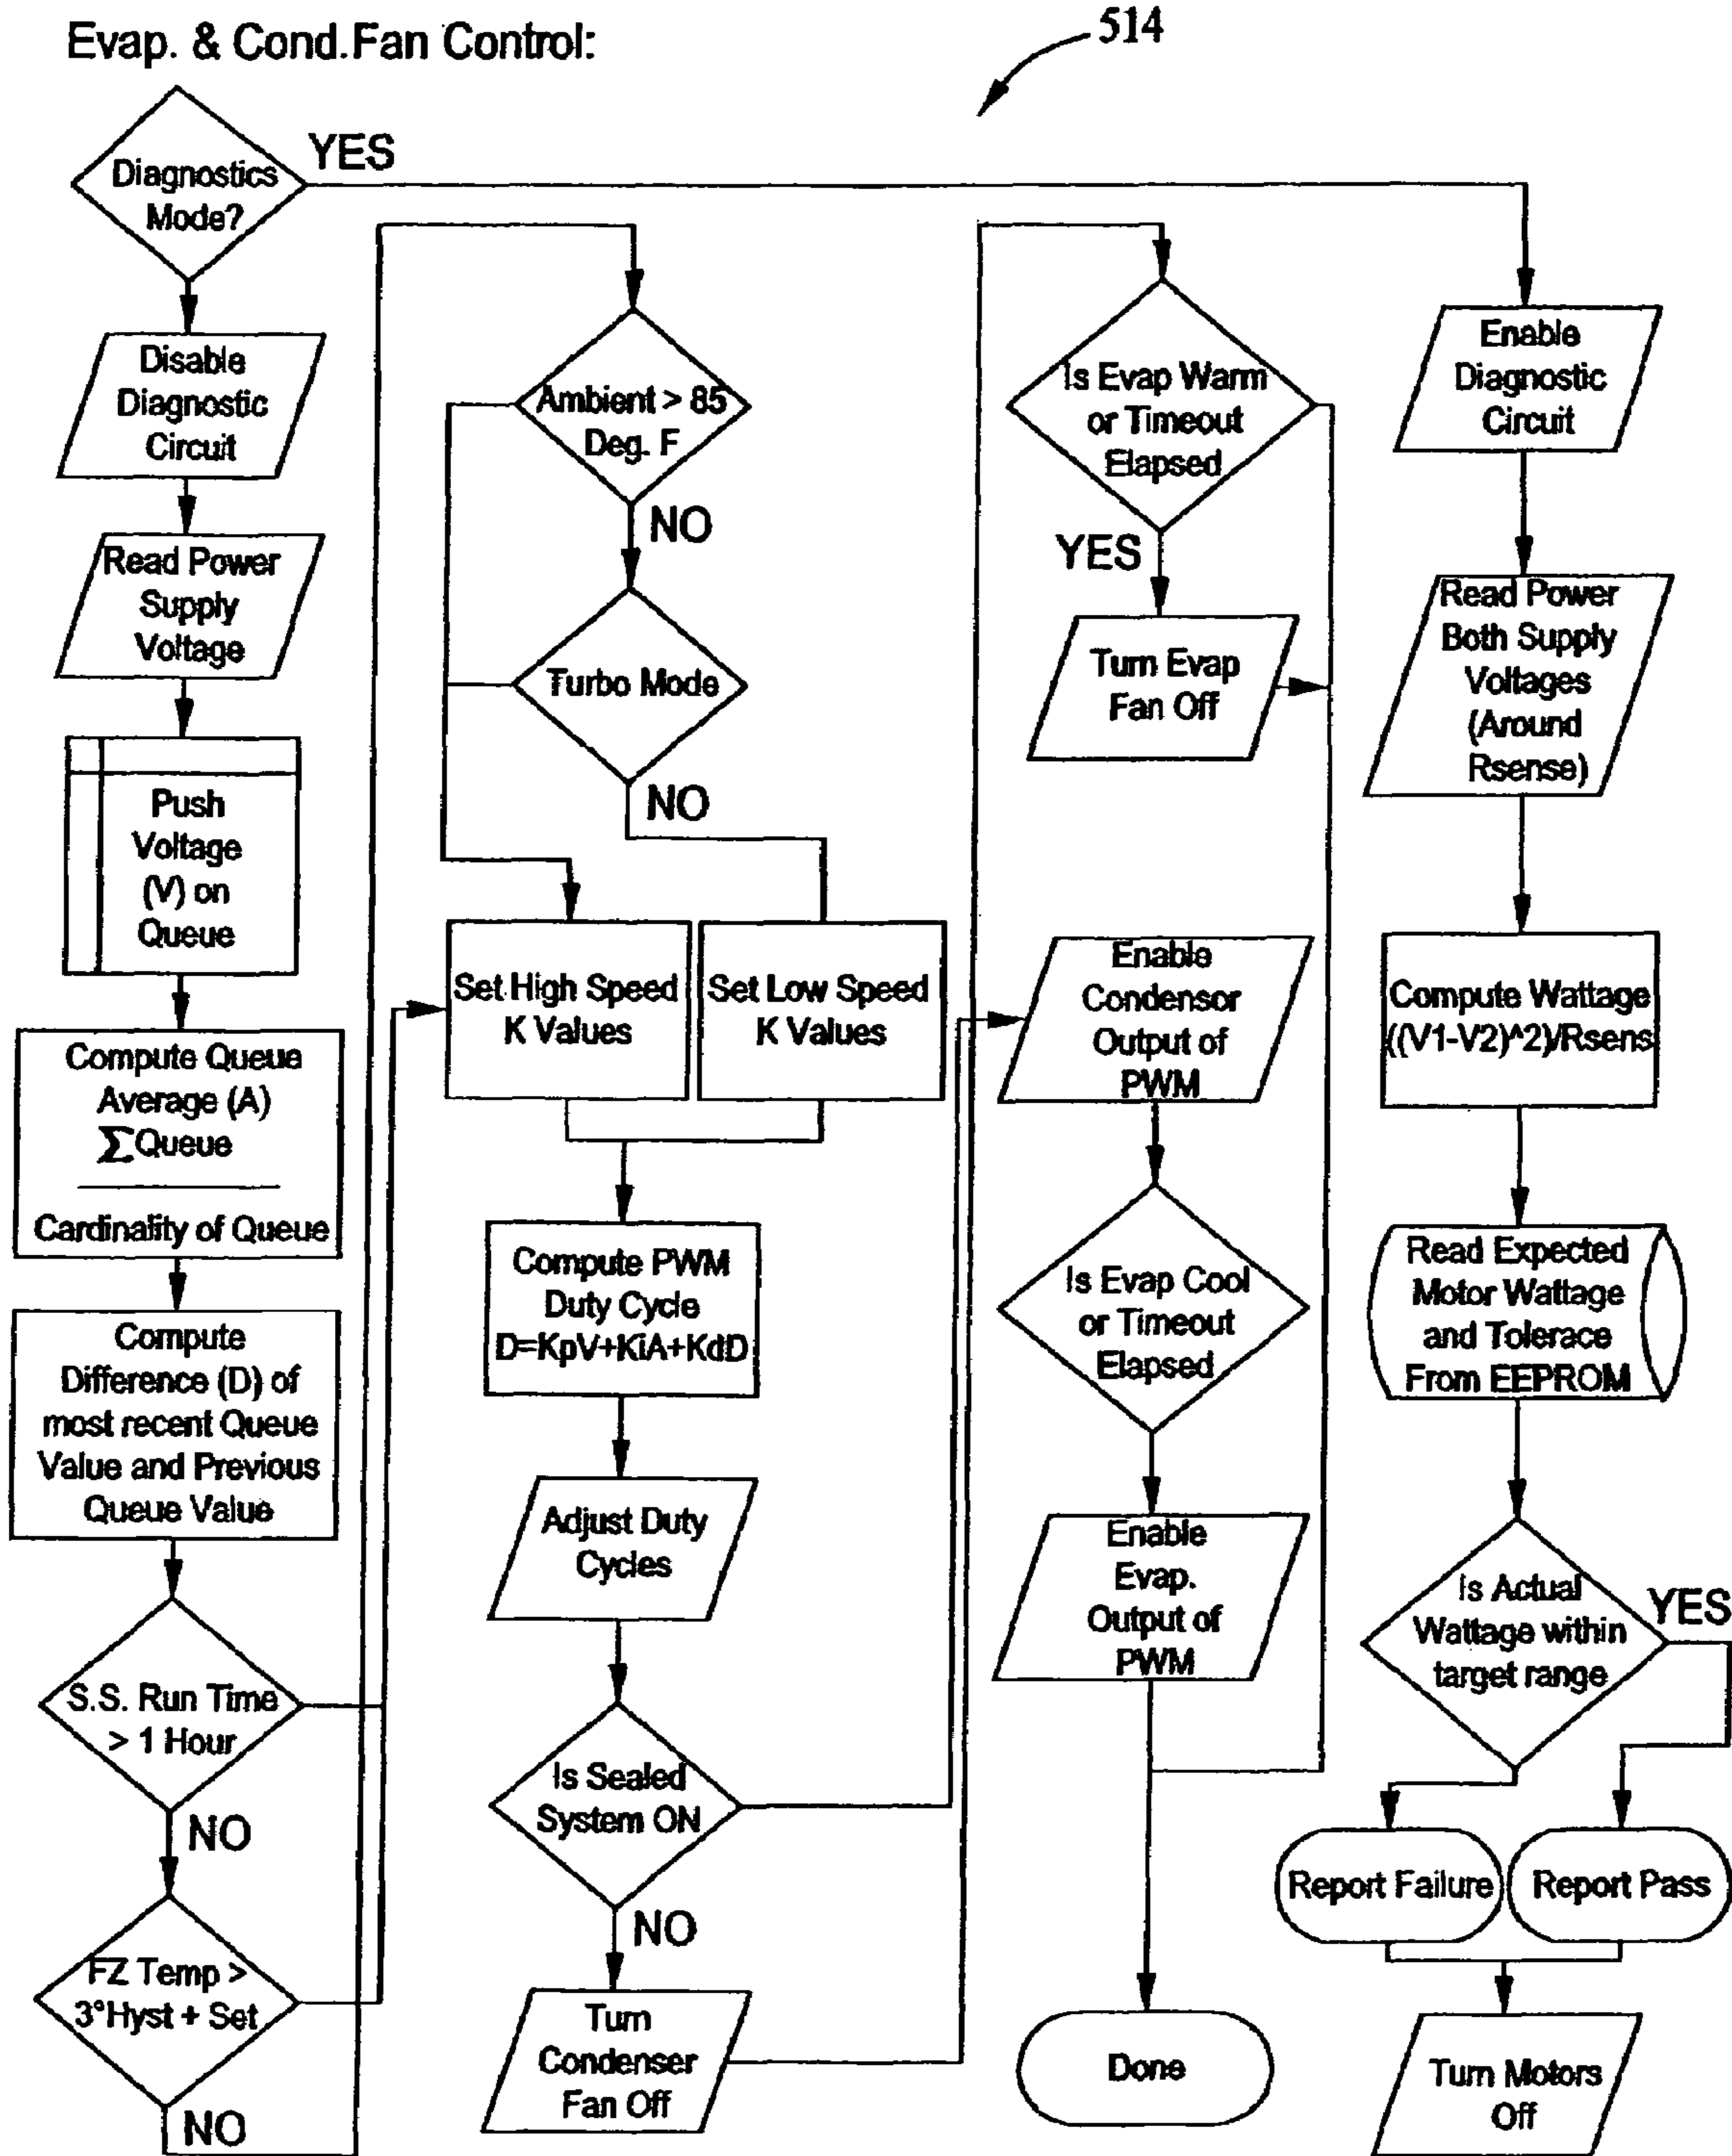 Evap. & Cond.Fan Control:
514
Diagnostics
Mode?
YES
Disable
Diagnostic
Circuit
Read Power
Supply
Voltage
Push
Voltage
(V) on
Queue
Compute Queue
Average (A)
ΣQueue
Cardinality of Queue
Compute
Difference (D) of
most recent Queue
Value and Previous
Queue Value
S.S. Run Time
> 1 Hour
NO
FZ Temp >
3°Hyst + Set
NO
Ambient > 85
Deg. F
NO
Turbo Mode
NO
Set High Speed
K Values
Set Low Speed
K Values
Compute PWM
Duty Cycle
D=KpV+KiA+KdD
Adjust Duty
Cycles
Is Sealed
System ON
NO
Turn
Condenser
Fan Off
Is Evap Warm
or Timeout
Elapsed
YES
Turn Evap
Fan Off
Enable
Condensor
Output of
PWM
Is Evap Cool
or Timeout
Elapsed
Enable
Evap.
Output of
PWM
Done
Enable
Diagnostic
Circuit
Read Power
Both Supply
Voltages
(Around
Rsense)
Compute Wattage
((V1-V2)^2)/Rsens
Read Expected
Motor Wattage
and Tolerace
From EEPROM
Is Actual
Wattage within
target range
YES
Report Failure
Report Pass
Turn Motors
Off